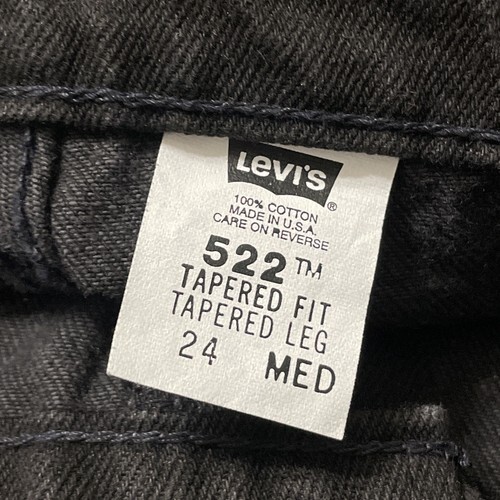 Levi's ®
100% COTTON
MADE IN U.S.A.
CARE ON REVERSE
522™
TAPERED FIT
TAPERED LEG
24 MED